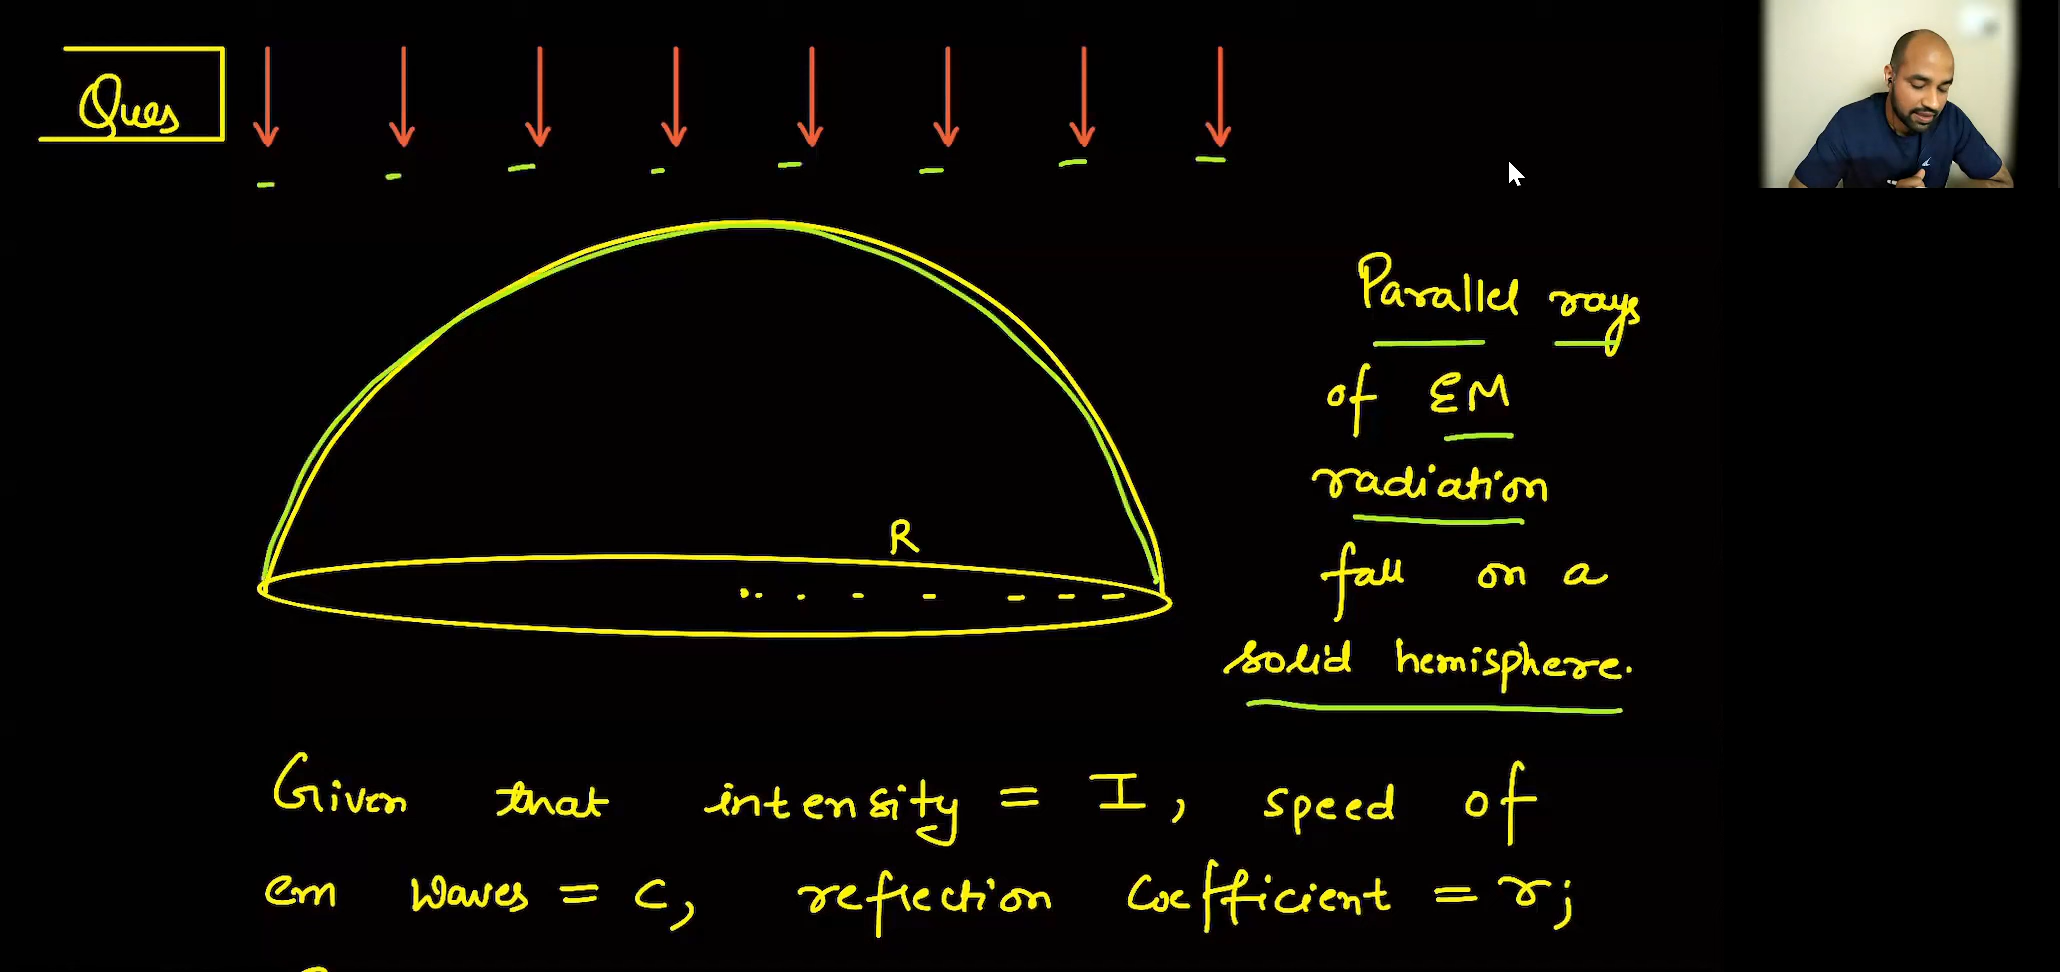 Ques
R
Parallel rays
of EM
radiation
fall on a
solid hemisphere.
Given that intensity = I, speed of
em waves = c, reflection coefficient = r;